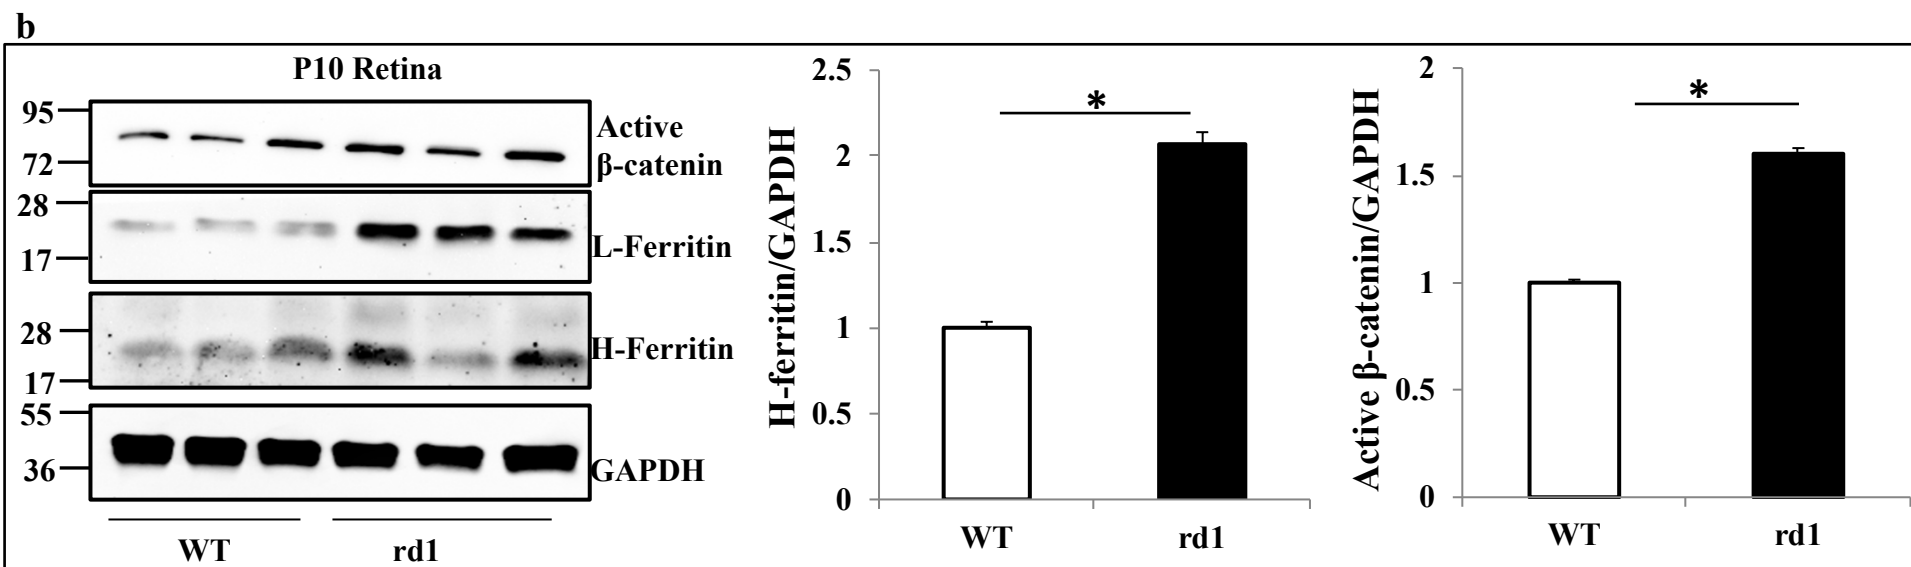 b
P10 Retina
95
72
Active
β-catenin
28
17
L-Ferritin
28
17
H-Ferritin
55
36
GAPDH
WT rd1
H-ferritin/GAPDH
2.5
2
1.5
1
0.5
0
*
WT rd1
Active β-catenin/GAPDH
2
1.5
1
0.5
0
*
WT rd1